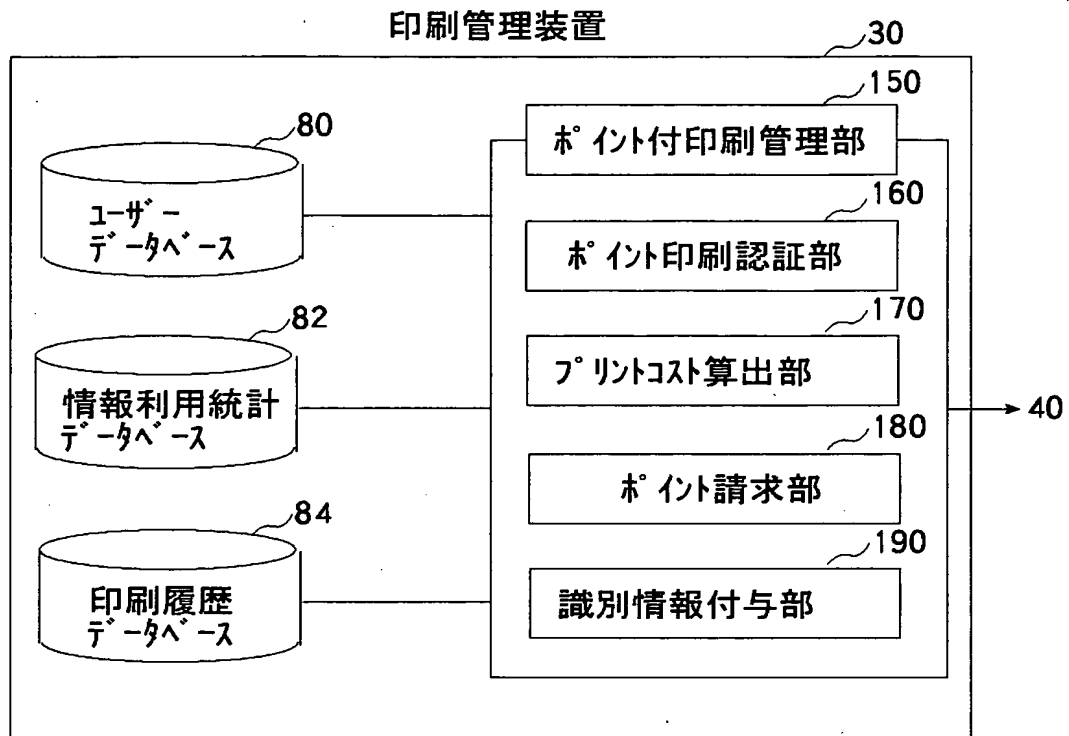 印刷管理装置
30
80
ユーザー
データベース
82
情報利用統計
データベース
84
印刷履歴
データベース
150
ポイント付印刷管理部
160
ポイント印刷認証部
170
プリントコスト算出部
180
ポイント請求部
190
識別情報付与部
40